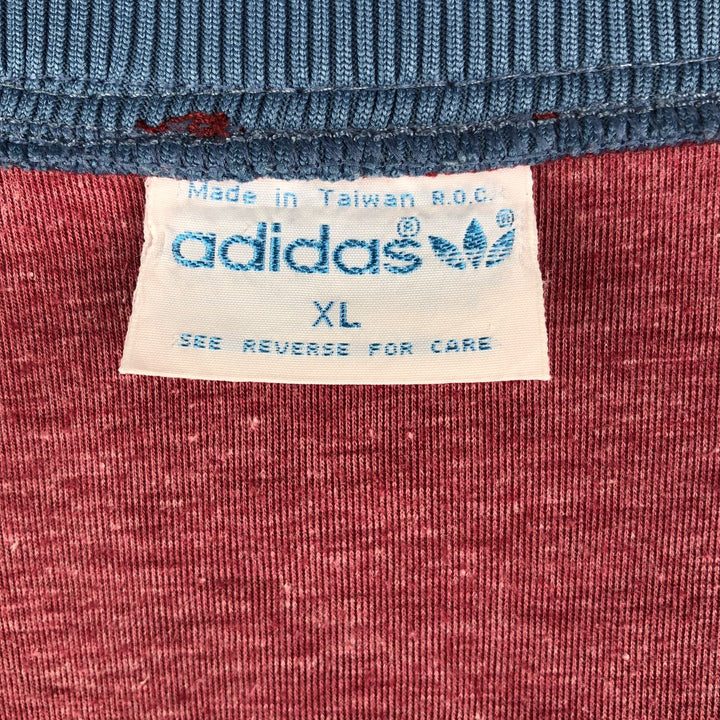 Made in Taiwan R.O.C.
adidas® ®
XL
SEE REVERSE FOR CARE